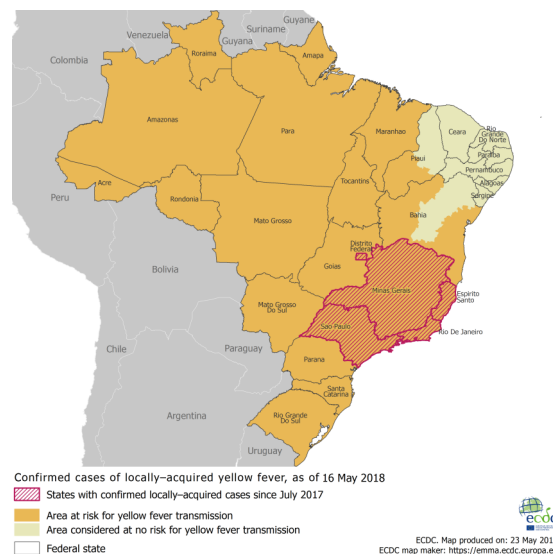 Guyane
Suriname
Venezuela
Guyana
Colombia
Roraima
Amapa
Amazonas
Para
Maranhao
Ceara
Rio
Grande
Do Norte
Paraiba
Piaui
Pernambuco
Alagoas
Sergipe
Acre
Peru
Rondonia
Tocantins
Mato Grosso
Bahia
Distrito
Federal
Goias
Bolivia
Minas Gerais
Espirito
Santo
Mato Grosso
Do Sul
Sao Paulo
Rio De Janeiro
Chile
Paraguay
Parana
Santa
Catarina
Argentina
Rio Grande
Do Sul
Uruguay
Confirmed cases of locally–acquired yellow fever, as of 16 May 2018
States with confirmed locally–acquired cases since July 2017
Area at risk for yellow fever transmission
Area considered at no risk for yellow fever transmission
Federal state
ecdc
ECDC. Map produced on: 23 May 201
ECDC map maker: https://emma.ecdc.europa